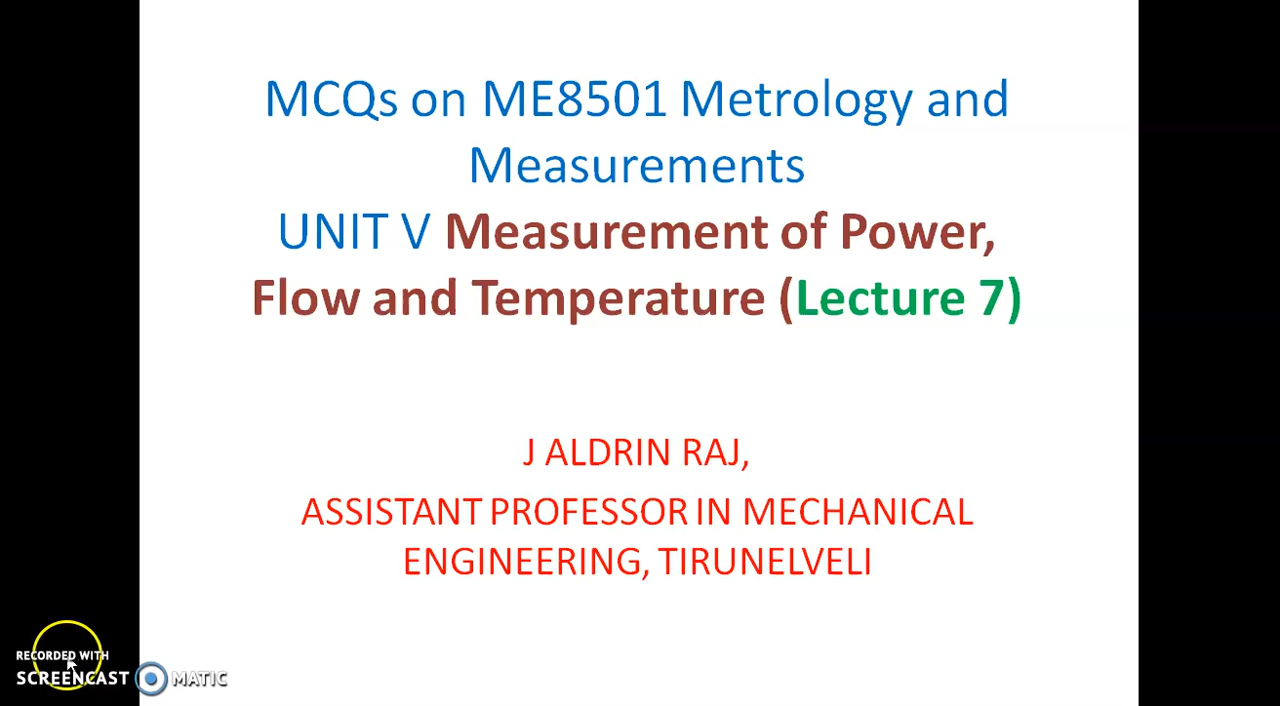 MCQs on ME8501 Metrology and
Measurements
UNIT V Measurement of Power,
Flow and Temperature (Lecture 7)
J ALDRIN RAJ,
ASSISTANT PROFESSOR IN MECHANICAL
ENGINEERING, TIRUNELVELI
RECORDED WITH
SCREENCAST MATIC